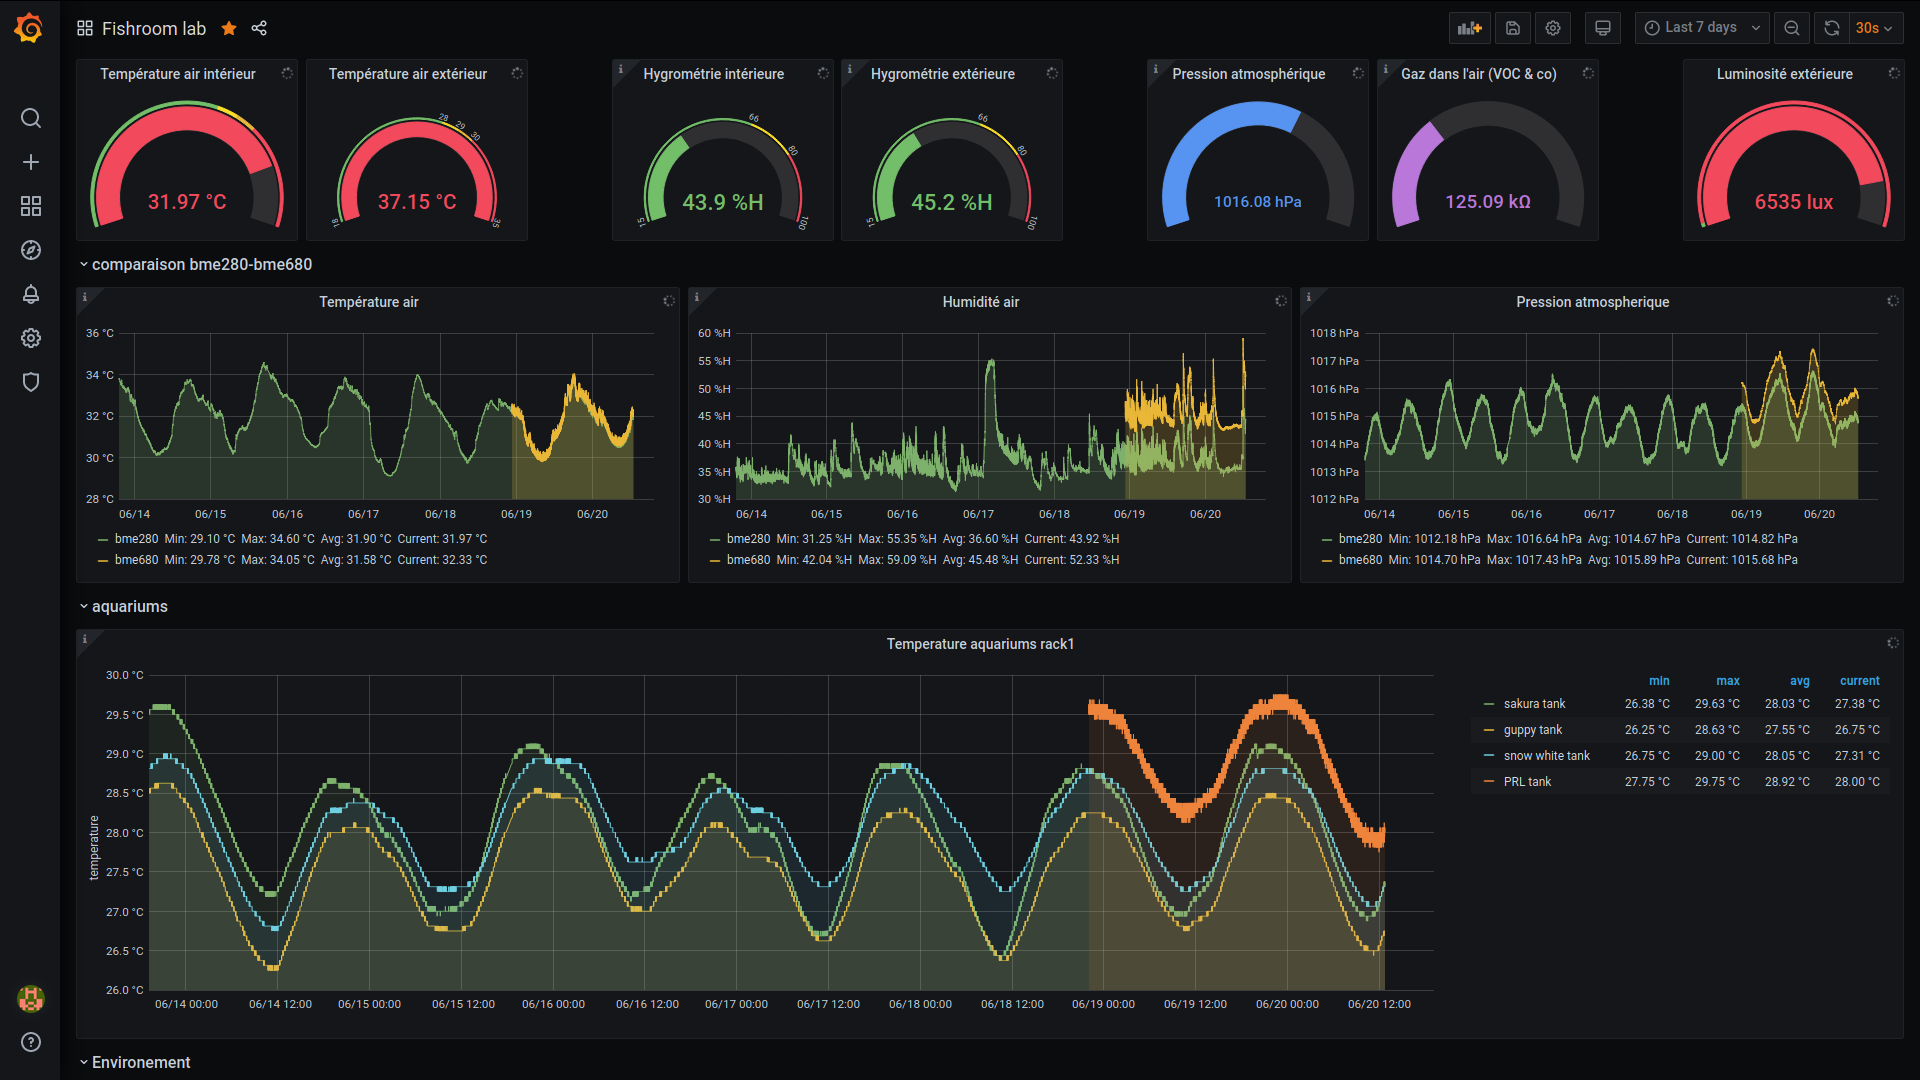 Fishroom lab
Last 7 days
30s
Température air intérieur
31.97 °C
Température air extérieur
28
29
30
18
35
37.15 °C
Hygrométrie intérieure
66
80
15
100
43.9 %H
Hygrométrie extérieure
66
80
15
100
45.2 %H
Pression atmosphérique
1016.08 hPa
Gaz dans l'air (VOC & co)
125.09 kΩ
Luminosité extérieure
6535 lux
comparaison bme280-bme680
Température air
36 °C
34 °C
32 °C
30 °C
28 °C
06/14 06/15 06/16 06/17 06/18 06/19 06/20
bme280 Min: 29.10 °C Max: 34.60 °C Avg: 31.90 °C Current: 31.97 °C
bme680 Min: 29.78 °C Max: 34.05 °C Avg: 31.58 °C Current: 32.33 °C
Humidité air
60 %H
55 %H
50 %H
45 %H
40 %H
35 %H
30 %H
06/14 06/15 06/16 06/17 06/18 06/19 06/20
bme280 Min: 31.25 %H Max: 55.35 %H Avg: 36.60 %H Current: 43.92 %H
bme680 Min: 42.04 %H Max: 59.09 %H Avg: 45.48 %H Current: 52.33 %H
Pression atmospherique
1018 hPa
1017 hPa
1016 hPa
1015 hPa
1014 hPa
1013 hPa
1012 hPa
06/14 06/15 06/16 06/17 06/18 06/19 06/20
bme280 Min: 1012.18 hPa Max: 1016.64 hPa Avg: 1014.67 hPa Current: 1014.82 hPa
bme680 Min: 1014.70 hPa Max: 1017.43 hPa Avg: 1015.89 hPa Current: 1015.68 hPa
aquariums
Temperature aquariums rack1
temperature
30.0 °C
29.5 °C
29.0 °C
28.5 °C
28.0 °C
27.5 °C
27.0 °C
26.5 °C
26.0 °C
06/14 00:00 06/14 12:00 06/15 00:00 06/15 12:00 06/16 00:00 06/16 12:00 06/17 00:00 06/17 12:00 06/18 00:00 06/18 12:00 06/19 00:00 06/19 12:00 06/20 00:00 06/20 12:00
min max avg current
sakura tank 26.38 °C 29.63 °C 28.03 °C 27.38 °C
guppy tank 26.25 °C 28.63 °C 27.55 °C 26.75 °C
snow white tank 26.75 °C 29.00 °C 28.05 °C 27.31 °C
PRL tank 27.75 °C 29.75 °C 28.92 °C 28.00 °C
Environement